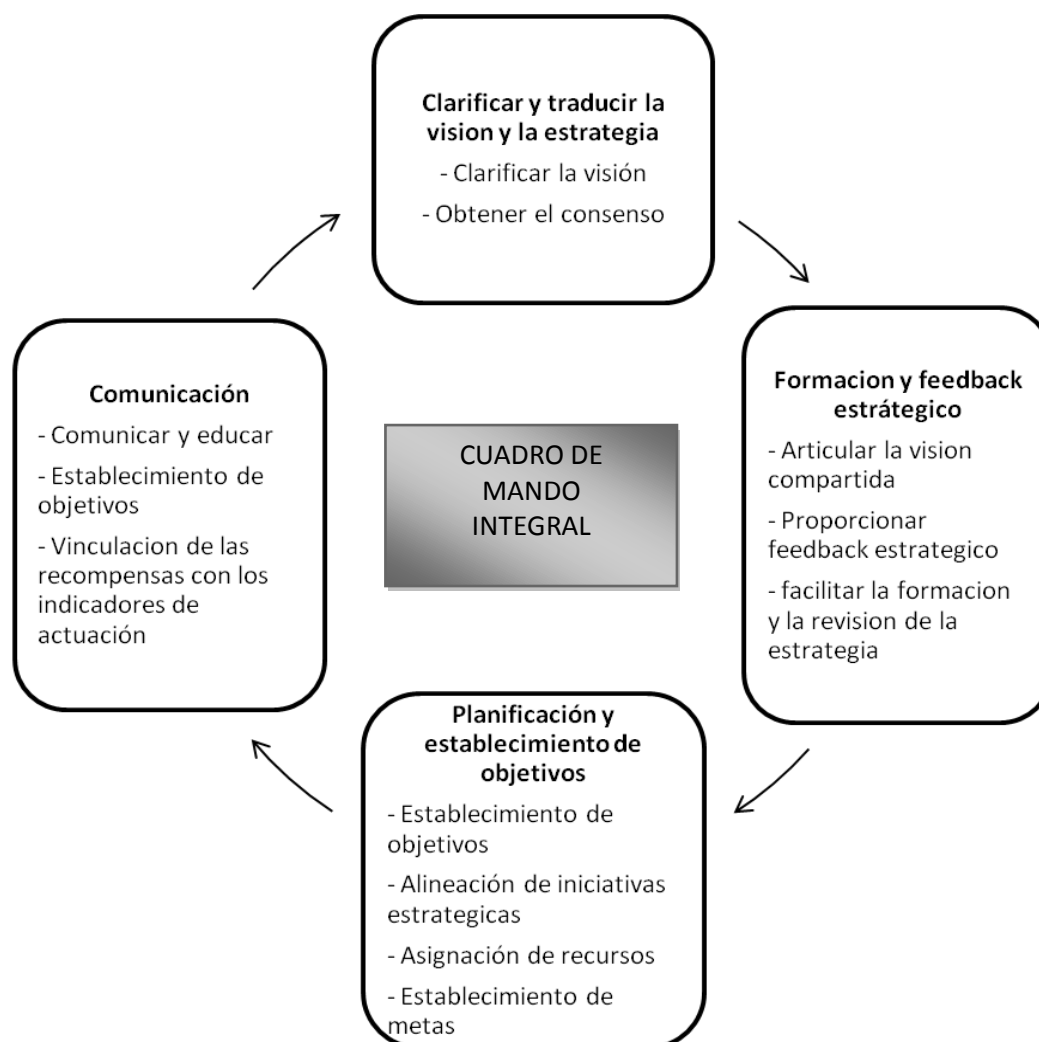 Clarificar y traducir la
vision y la estrategia
- Clarificar la visión
- Obtener el consenso
Formacion y feedback
estrátegico
- Articular la vision
compartida
- Proporcionar
feedback estrategico
- facilitar la formacion
y la revision de la
estrategia
Planificación y
establecimiento de
objetivos
- Establecimiento de
objetivos
- Alineación de iniciativas
estrategicas
- Asignación de recursos
- Establecimiento de
metas
Comunicación
- Comunicar y educar
- Establecimiento de
objetivos
- Vinculacion de las
recompensas con los
indicadores de
actuación
CUADRO DE
MANDO
INTEGRAL